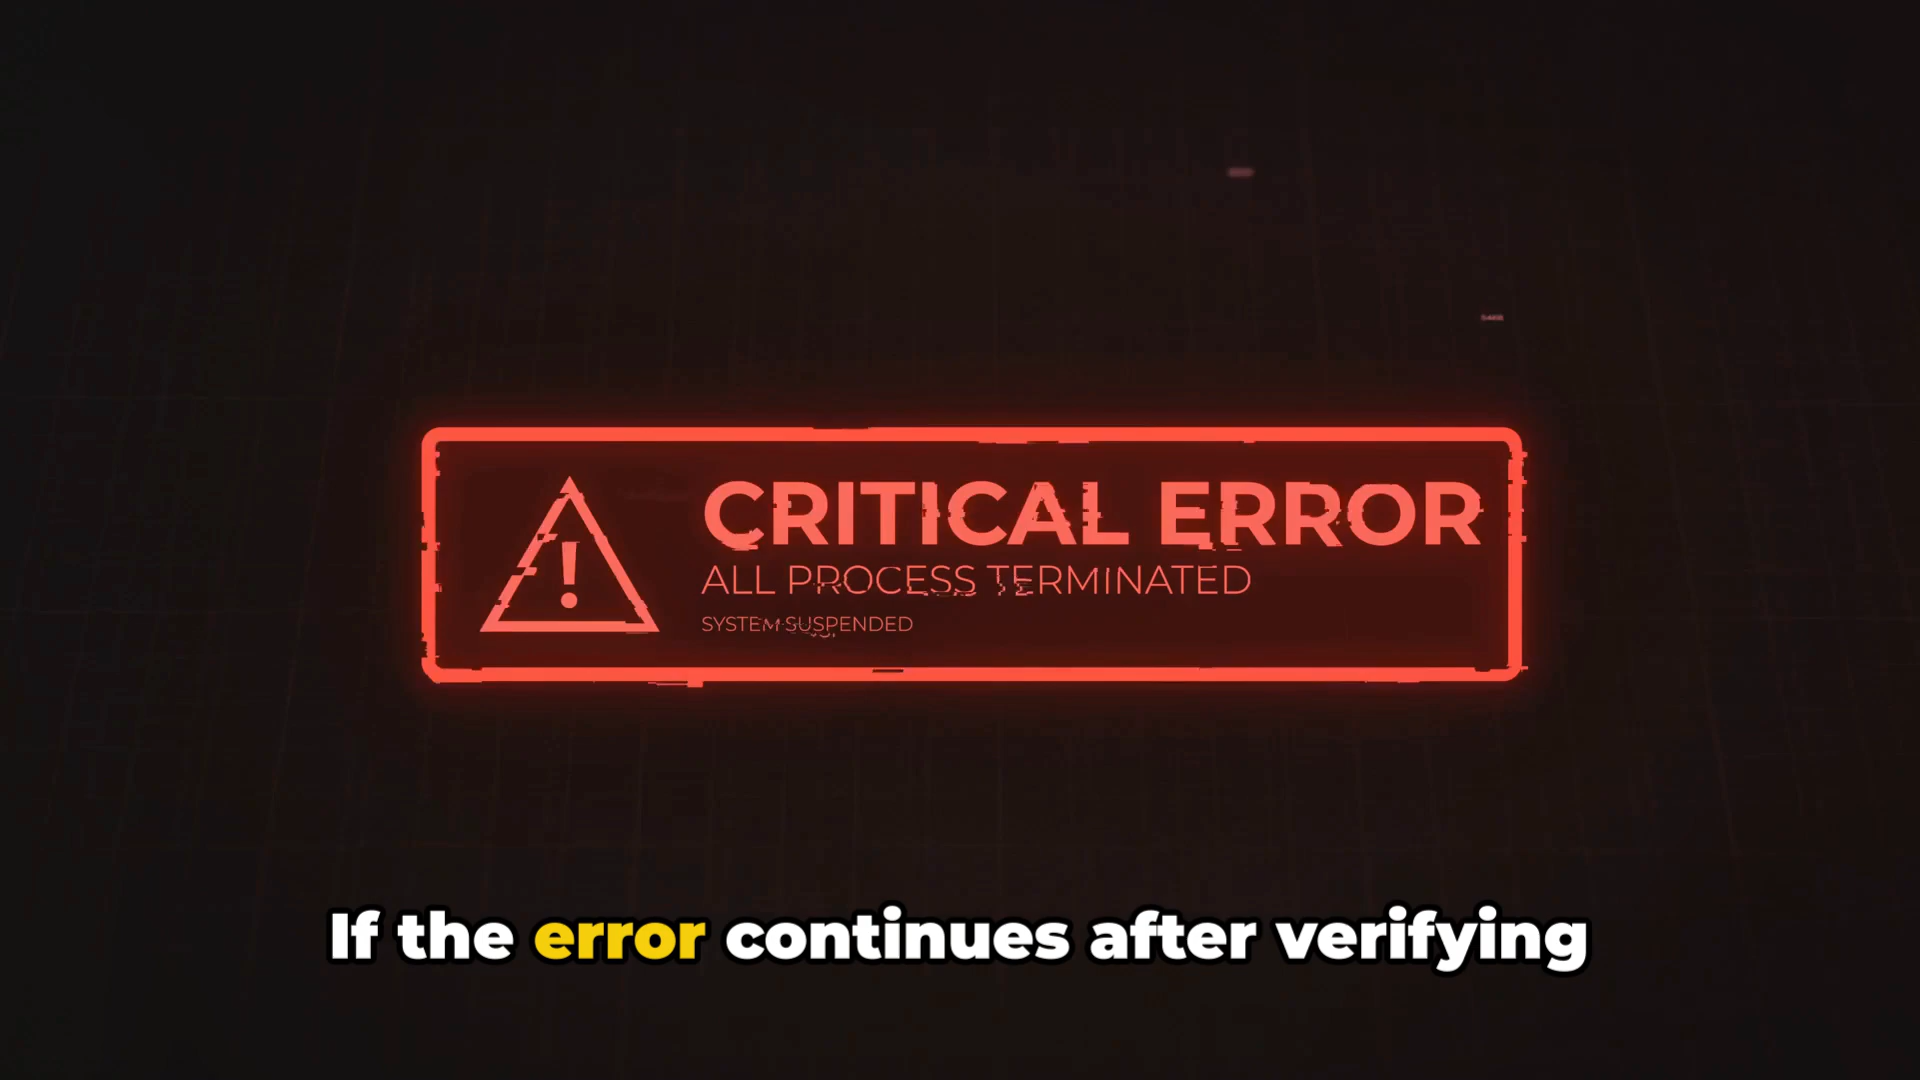 CRITICAL ERROR
ALL PROCESS TERMINATED
SYSTEM SUSPENDED
If the error continues after verifying